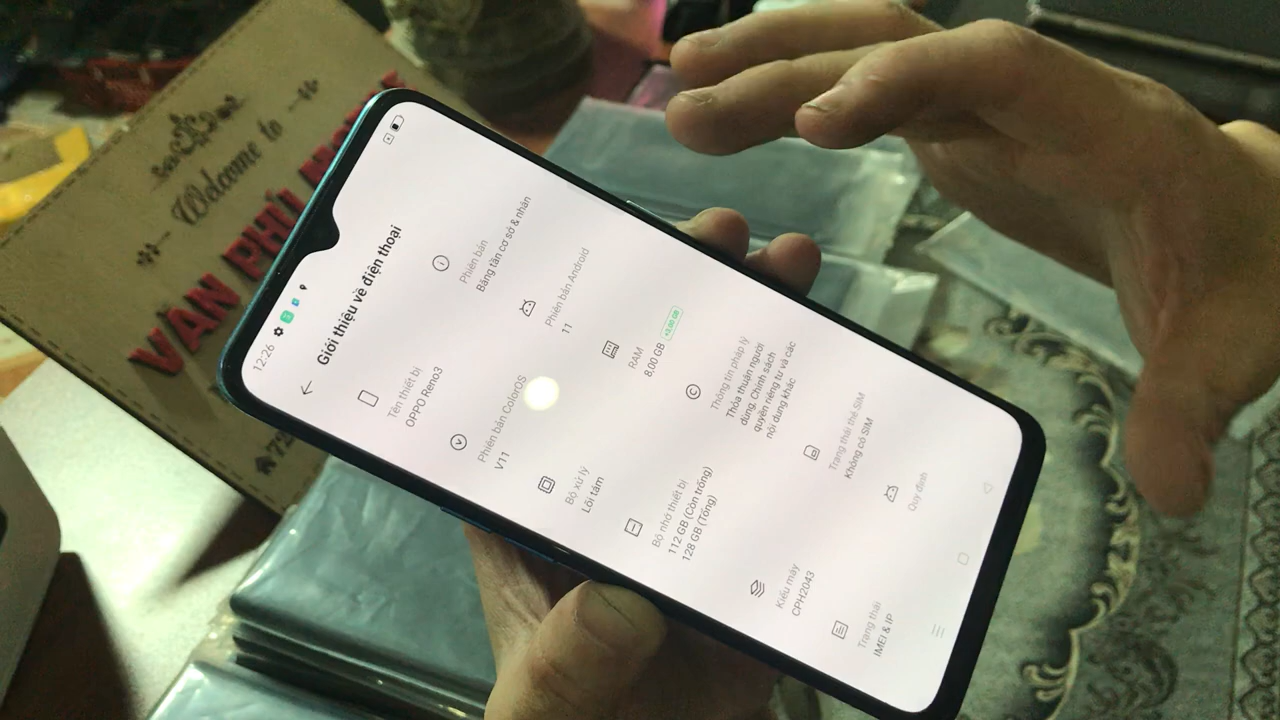 Welcome to
VĂN PHÚ
12:26
Giới thiệu về điện thoại
Tên thiết bị
OPPO Reno3
Phiên bản
Băng tần cơ sở & nhân
Phiên bản ColorOS
V11
Phiên bản Android
11
Bộ xử lý
Lõi tám
RAM
8,00 GB
Bộ nhớ thiết bị
112 GB (Còn trống)
128 GB (Tổng)
Thông tin pháp lý
Thỏa thuận người
dùng, Chính sách
quyền riêng tư và các
nội dung khác
Kiểu máy
CPH2043
Trạng thái thẻ SIM
Không có SIM
Trạng thái
IMEI & IP
Quy định